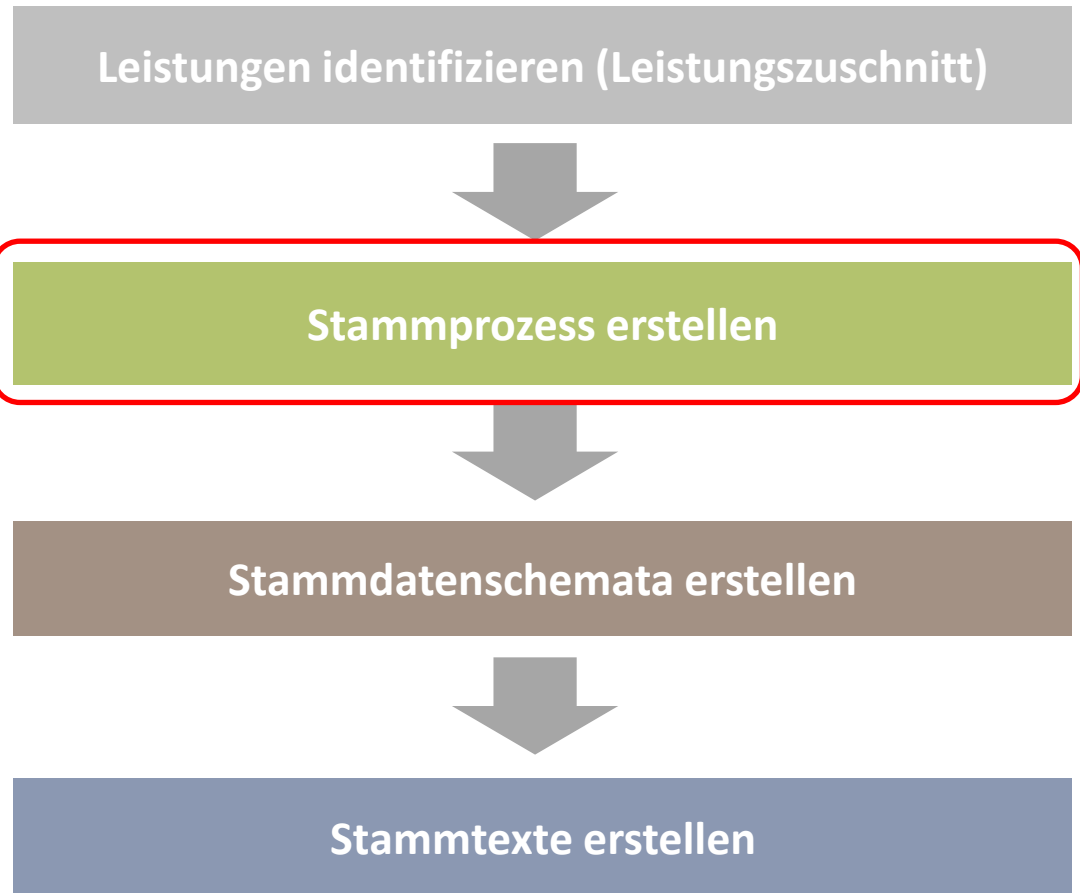 Leistungen identifizieren (Leistungszuschnitt)
Stammprozess erstellen
Stammdatenschemata erstellen
Stammtexte erstellen